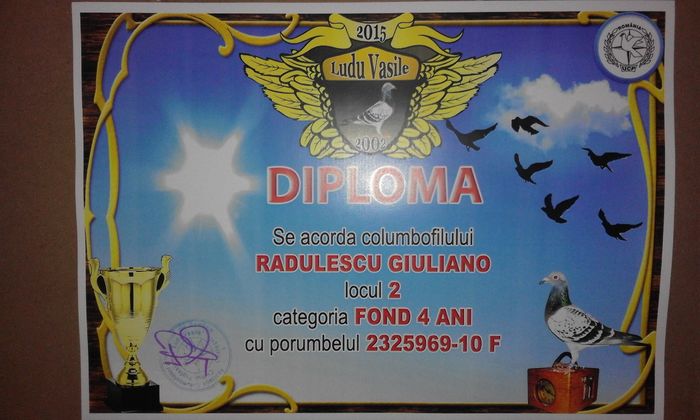 2015
ROMÂNIA
Ludu Vasile
U.C.P.R.
2002
DIPLOMA
Se acorda columbofilului
RADULESCU GIULIANO
locul 2
categoria FOND 4 ANI
cu porumbelul 2325969-10 F